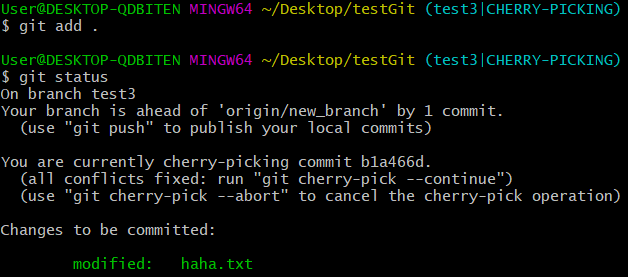 User@DESKTOP-QDBITEN MINGW64 ~/Desktop/testGit (test3|CHERRY-PICKING)
$ git add .
User@DESKTOP-QDBITEN MINGW64 ~/Desktop/testGit (test3|CHERRY-PICKING)
$ git status
On branch test3
Your branch is ahead of 'origin/new_branch' by 1 commit.
  (use "git push" to publish your local commits)
You are currently cherry-picking commit b1a466d.
  (all conflicts fixed: run "git cherry-pick --continue")
  (use "git cherry-pick --abort" to cancel the cherry-pick operation)
Changes to be committed:
        modified:   haha.txt